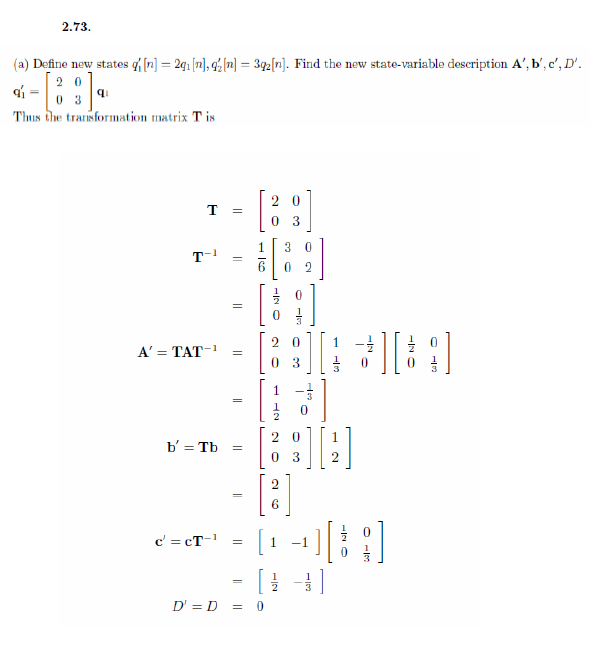 2.73.
(a) Define new states q′₁[n] = 2q₁[n], q′₂[n] = 3q₂[n]. Find the new state-variable description A′, b′, c′, D′.
q′₁ = [ 2 0 ; 0 3 ] q₁
Thus the transformation matrix T is
T = [ 2 0 ; 0 3 ]
T⁻¹ = 1/6 [ 3 0 ; 0 2 ]
= [ 1/2 0 ; 0 1/3 ]
A′ = TAT⁻¹ = [ 2 0 ; 0 3 ] [ 1 −1/2 ; 1/3 0 ] [ 1/2 0 ; 0 1/3 ]
= [ 1 −1/3 ; 1/2 0 ]
b′ = Tb = [ 2 0 ; 0 3 ] [ 1 ; 2 ]
= [ 2 ; 6 ]
c′ = cT⁻¹ = [ 1 −1 ] [ 1/2 0 ; 0 1/3 ]
= [ 1/2 −1/3 ]
D′ = D = 0